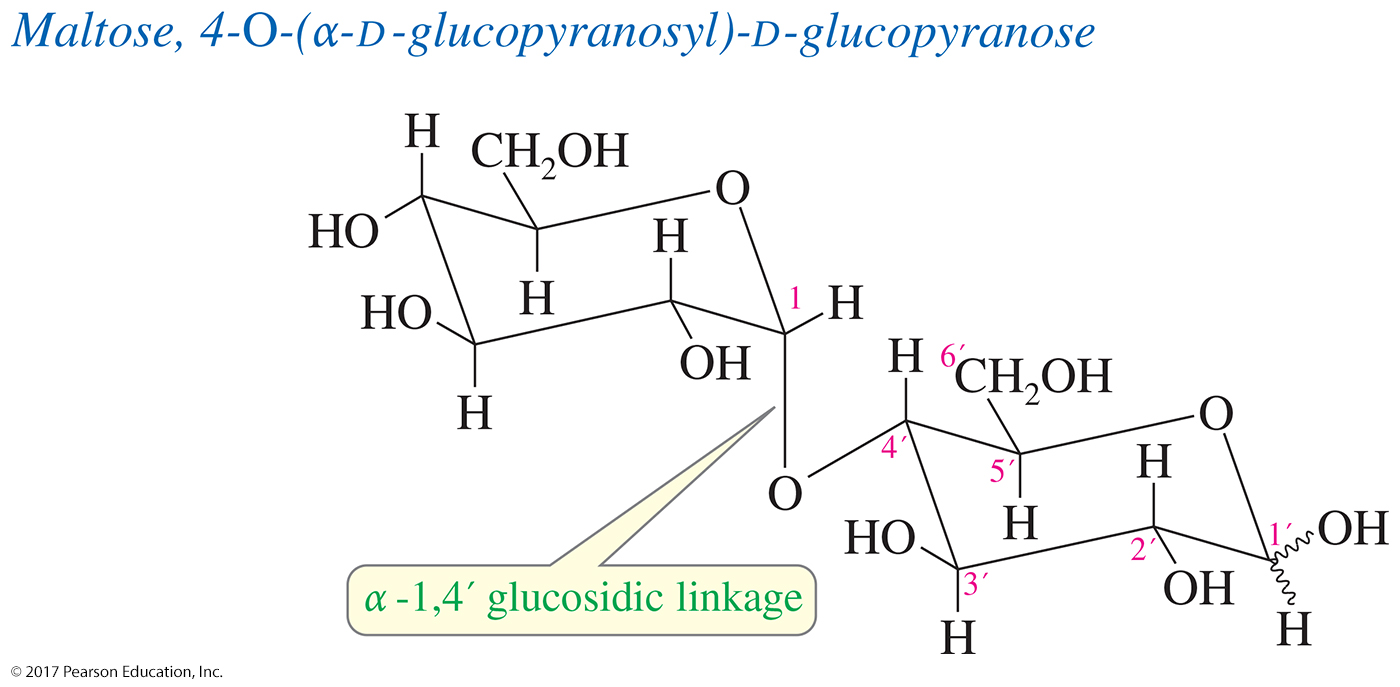 Maltose, 4-O-(α-D-glucopyranosyl)-D-glucopyranose
H
CH₂OH
O
HO
H
H
HO
1
H
OH
H
H
6′
CH₂OH
O
4′
5′
H
O
H
HO
1′
OH
2′
3′
OH
H
H
α-1,4′ glucosidic linkage
© 2017 Pearson Education, Inc.